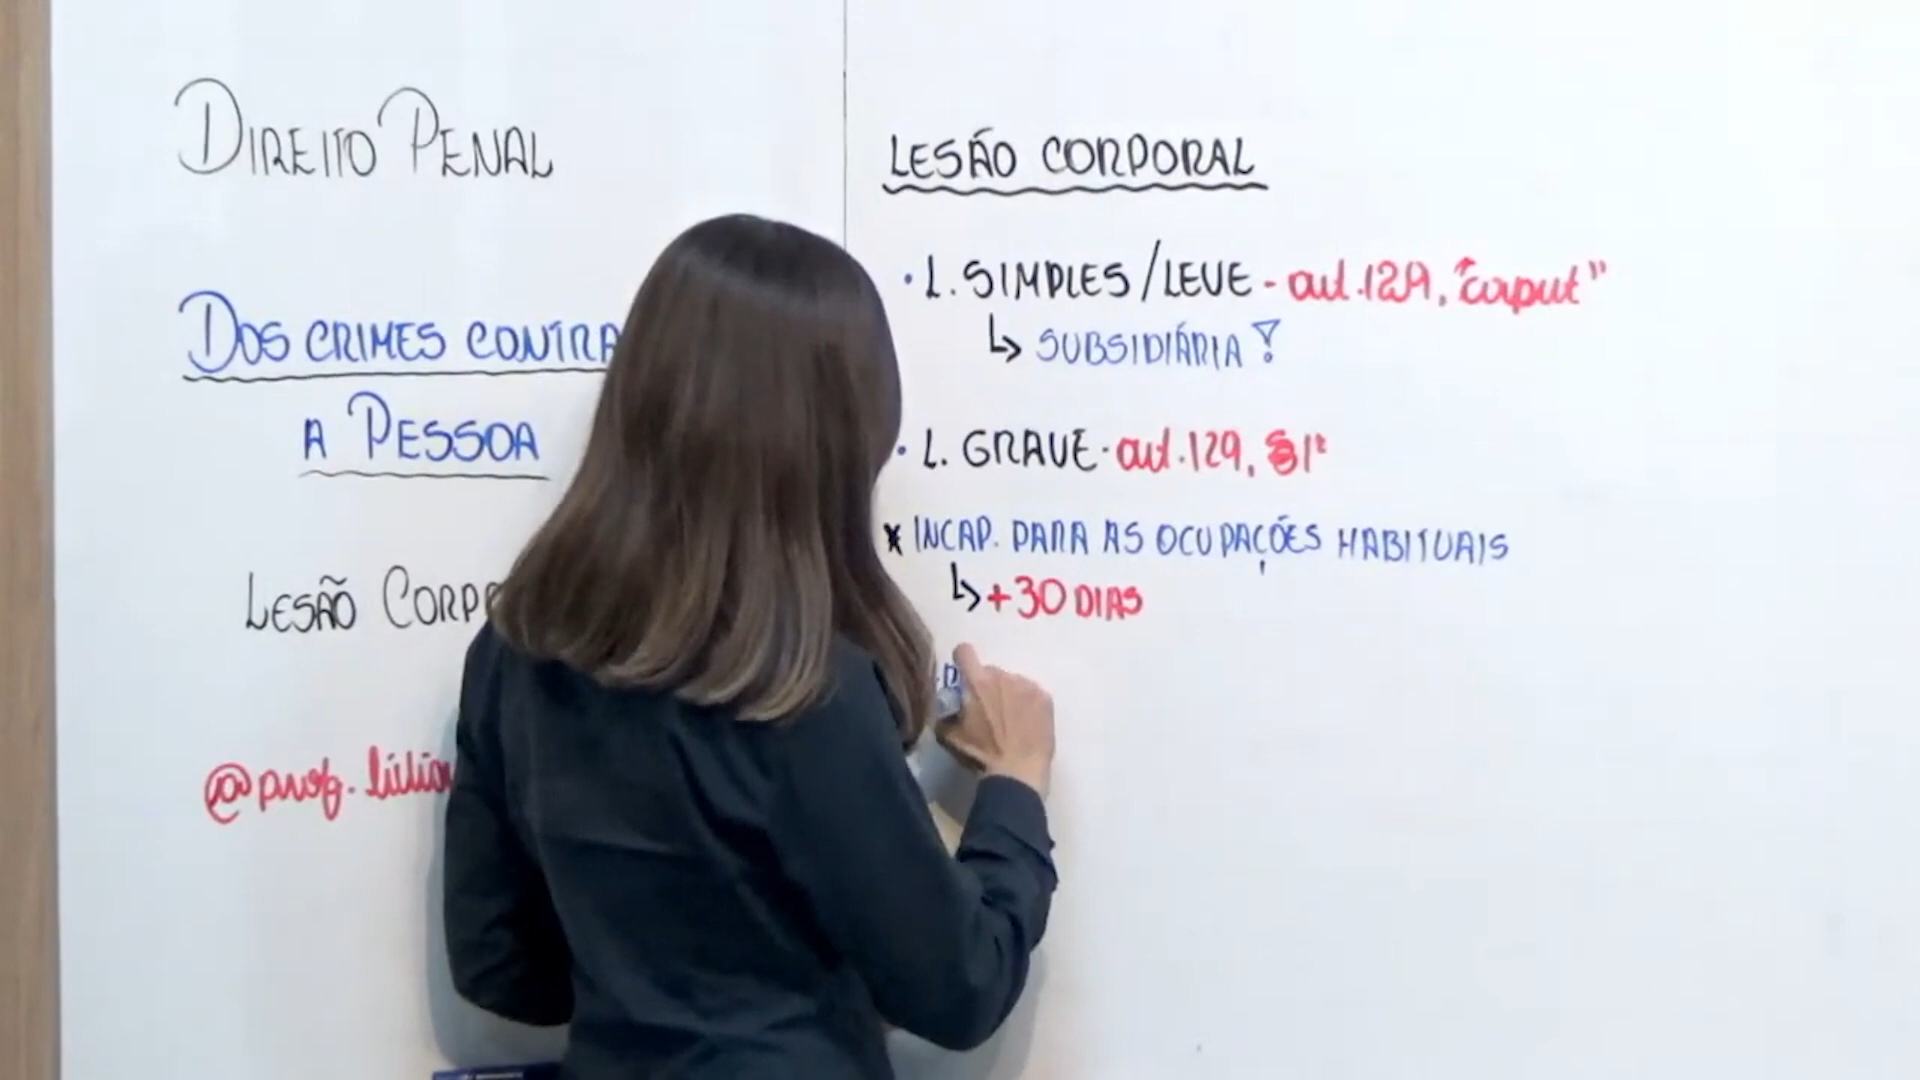 DIREITO PENAL
DOS CRIMES CONTRA
A PESSOA
LESÃO
@prof.
LESÃO CORPORAL
• L. SIMPLES/LEVE - art. 129, "caput"
↳ SUBSIDIÁRIA!
• L. GRAVE - art. 129, §1º
* INCAP. PARA AS OCUPAÇÕES HABITUAIS
↳ +30 DIAS